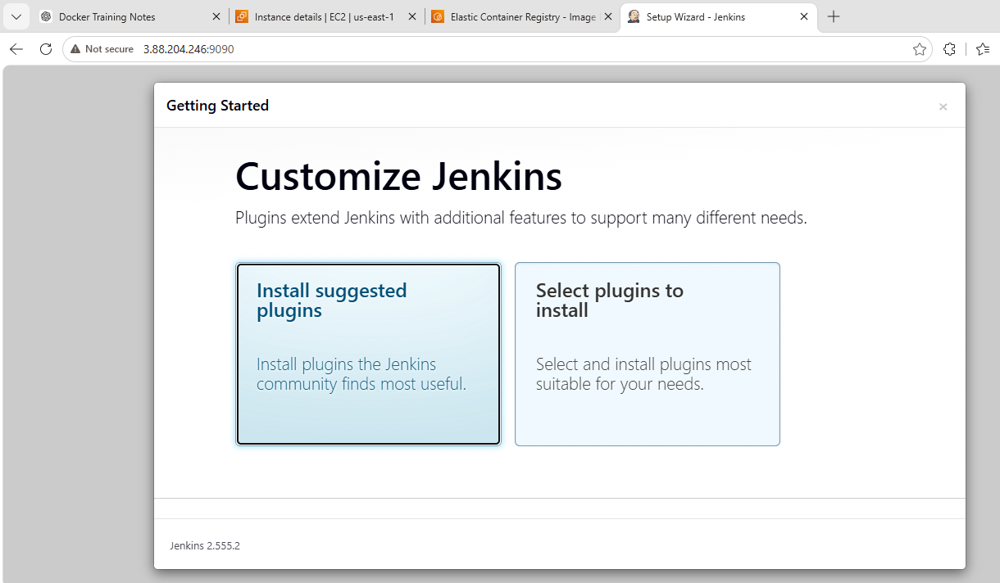 Docker Training Notes
Instance details | EC2 | us-east-1
Elastic Container Registry - Image
Setup Wizard - Jenkins
Not secure 3.88.204.246:9090
Getting Started
Customize Jenkins
Plugins extend Jenkins with additional features to support many different needs.
Install suggested
plugins
Install plugins the Jenkins
community finds most useful.
Select plugins to
install
Select and install plugins most
suitable for your needs.
Jenkins 2.555.2